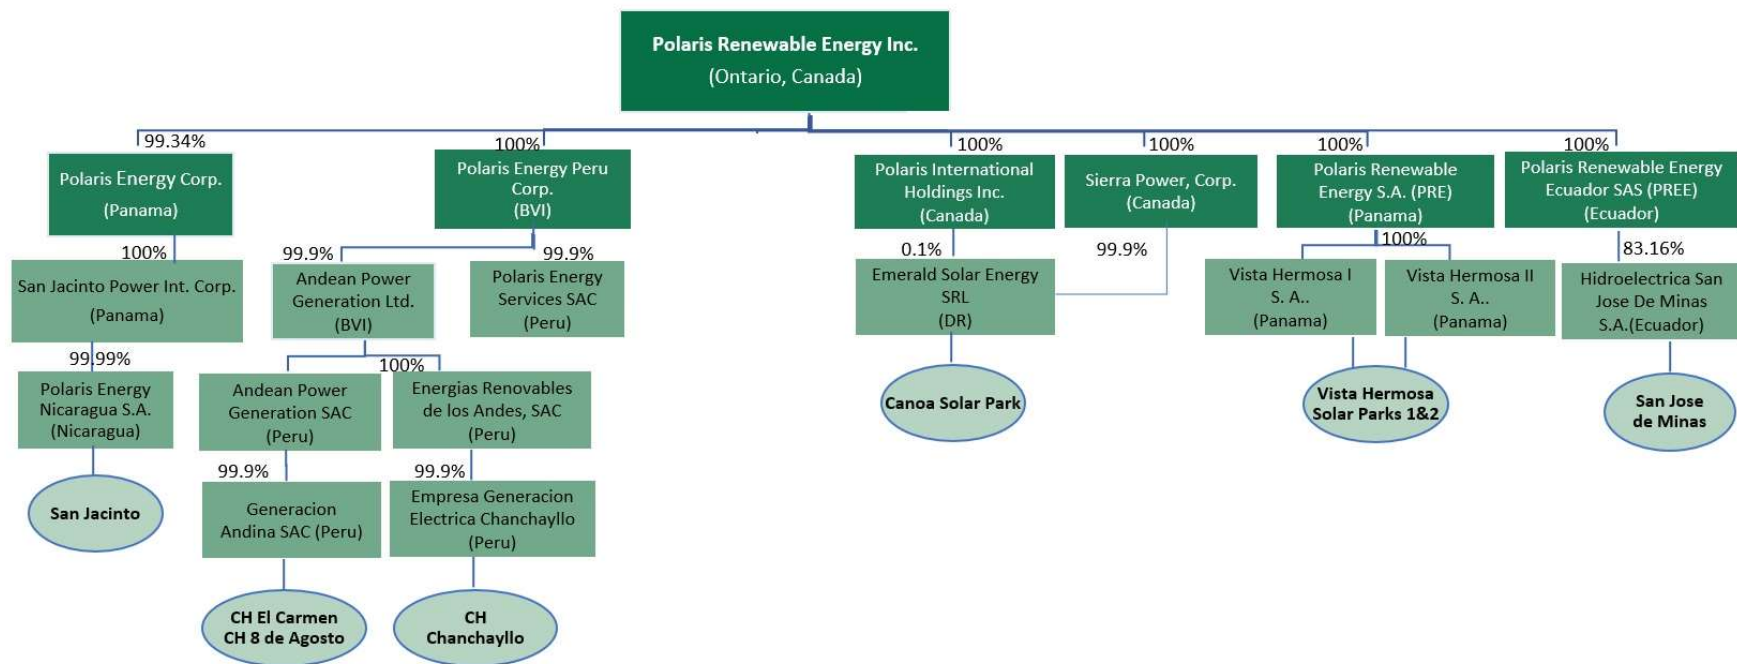 Polaris Renewable Energy Inc.
(Ontario, Canada)
99.34%
100%
100%
100%
100%
100%
Polaris Energy Corp.
(Panama)
Polaris Energy Peru
Corp.
(BVI)
Polaris International
Holdings Inc.
(Canada)
Sierra Power, Corp.
(Canada)
Polaris Renewable
Energy S.A. (PRE)
(Panama)
Polaris Renewable Energy
Ecuador SAS (PREE)
(Ecuador)
100%
99.9%
99.9%
0.1%
99.9%
100%
83.16%
San Jacinto Power Int. Corp.
(Panama)
Andean Power
Generation Ltd.
(BVI)
Polaris Energy
Services SAC
(Peru)
Emerald Solar Energy
SRL
(DR)
Vista Hermosa I
S. A..
(Panama)
Vista Hermosa II
S. A..
(Panama)
Hidroelectrica San
Jose De Minas
S.A.(Ecuador)
99.99%
100%
Polaris Energy
Nicaragua S.A.
(Nicaragua)
Andean Power
Generation SAC
(Peru)
Energias Renovables
de los Andes, SAC
(Peru)
Canoa Solar Park
Vista Hermosa
Solar Parks 1&2
San Jose
de Minas
99.9%
99.9%
San Jacinto
Generacion
Andina SAC (Peru)
Empresa Generacion
Electrica Chanchayllo
(Peru)
CH El Carmen
CH 8 de Agosto
CH
Chanchayllo